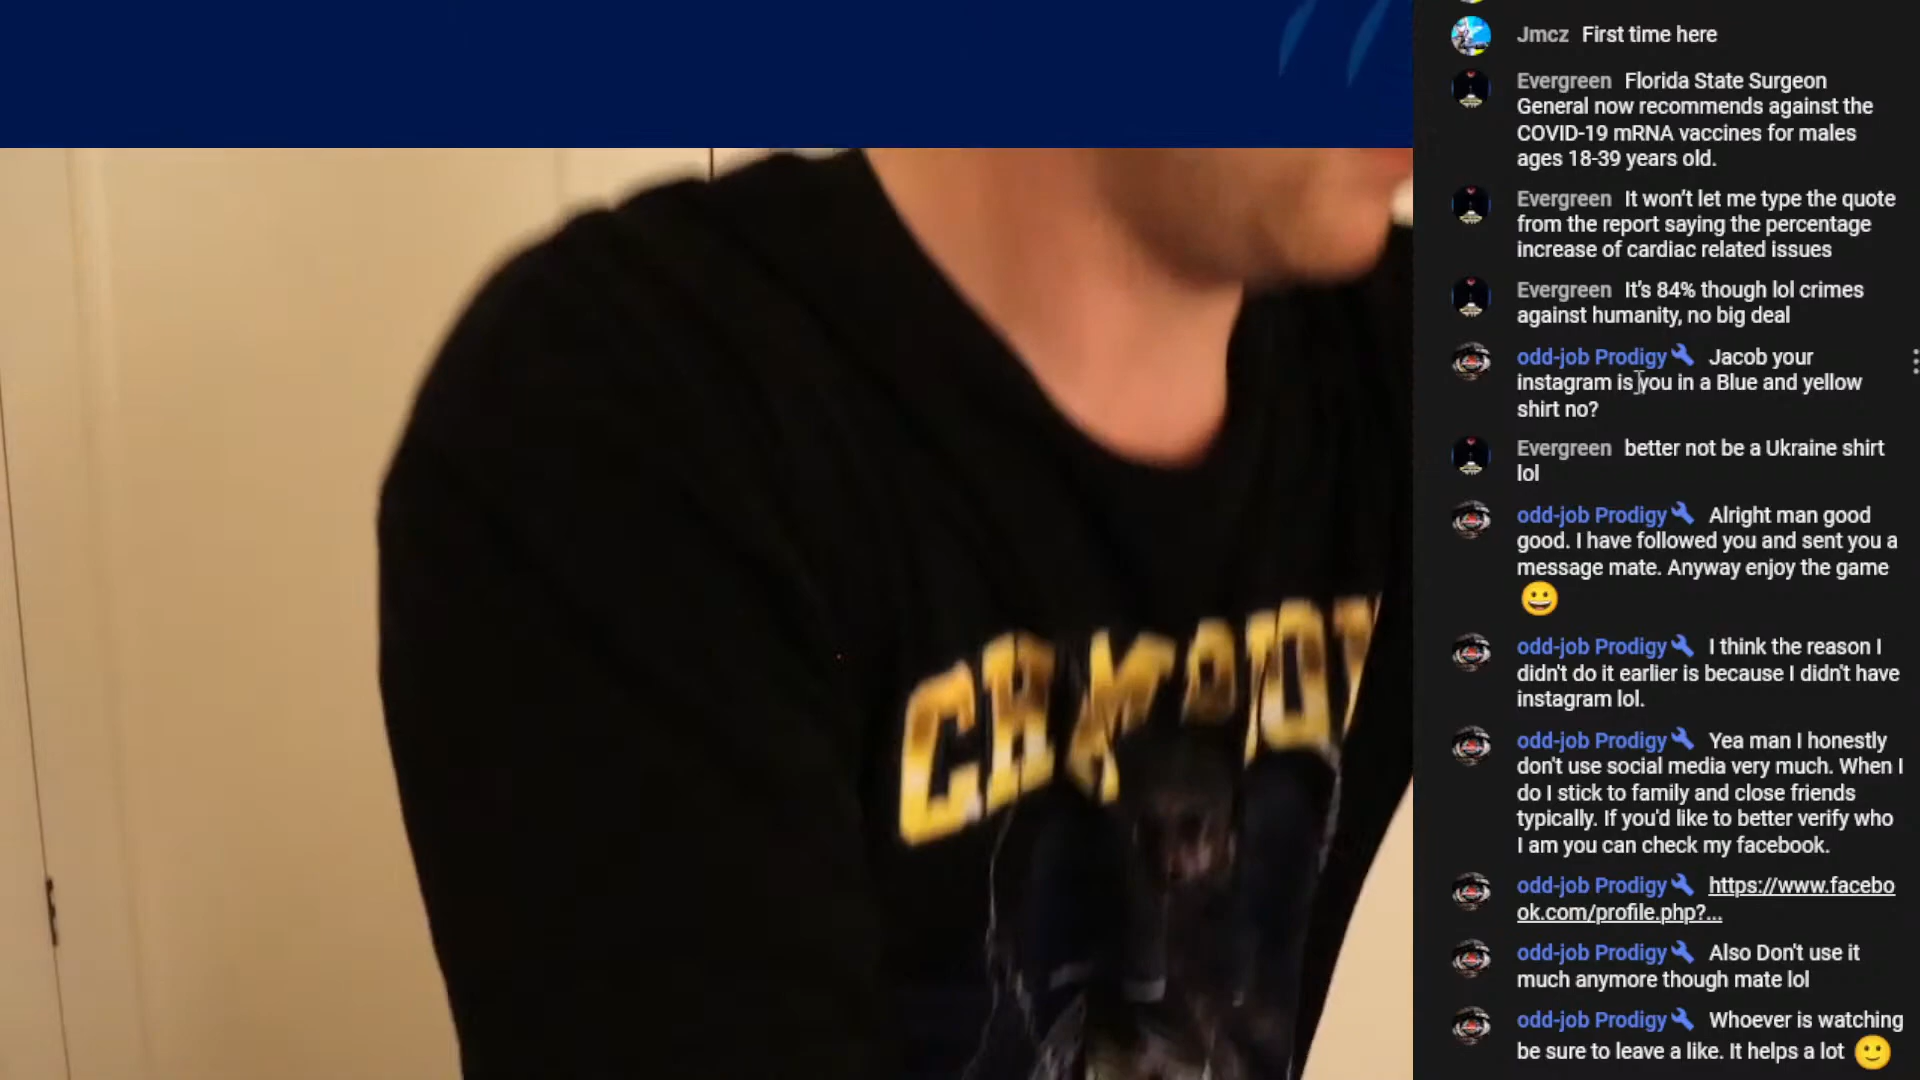 Jmcz First time here
Evergreen Florida State Surgeon
General now recommends against the
COVID-19 mRNA vaccines for males
ages 18-39 years old.
Evergreen It won't let me type the quote
from the report saying the percentage
increase of cardiac related issues
Evergreen It's 84% though lol crimes
against humanity, no big deal
odd-job Prodigy Jacob your
instagram is you in a Blue and yellow
shirt no?
Evergreen better not be a Ukraine shirt
lol
odd-job Prodigy Alright man good
good. I have followed you and sent you a
message mate. Anyway enjoy the game
odd-job Prodigy I think the reason I
didn't do it earlier is because I didn't have
instagram lol.
odd-job Prodigy Yea man I honestly
don't use social media very much. When I
do I stick to family and close friends
typically. If you'd like to better verify who
I am you can check my facebook.
odd-job Prodigy https://www.facebo
ok.com/profile.php?...
odd-job Prodigy Also Don't use it
much anymore though mate lol
odd-job Prodigy Whoever is watching
be sure to leave a like. It helps a lot